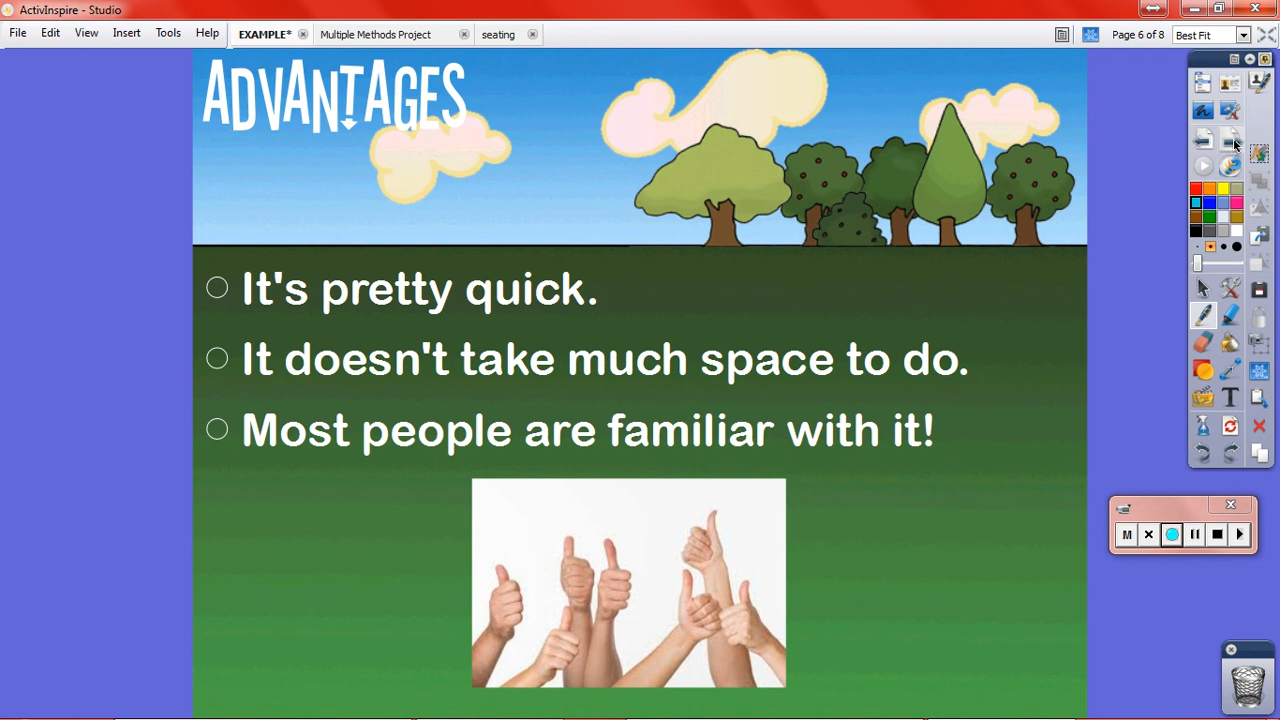 ActivInspire - Studio
File Edit View Insert Tools Help EXAMPLE* Multiple Methods Project seating Page 6 of 8 Best Fit
ADVANTAGES
It's pretty quick.
It doesn't take much space to do.
Most people are familiar with it!
T
M